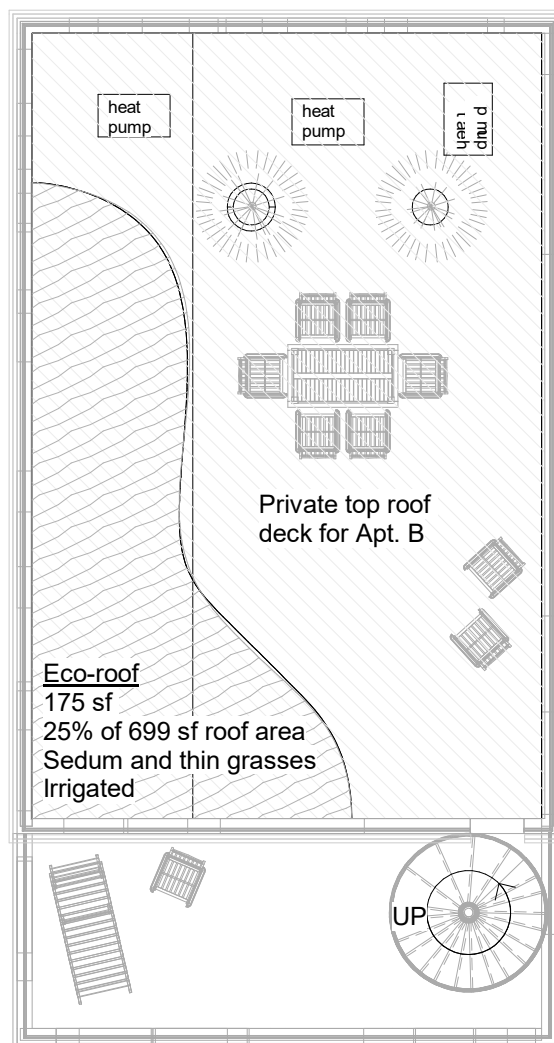 heat
pump
heat
pump
heat
pump
Private top roof
deck for Apt. B
Eco-roof
175 sf
25% of 699 sf roof area
Sedum and thin grasses
Irrigated
UP